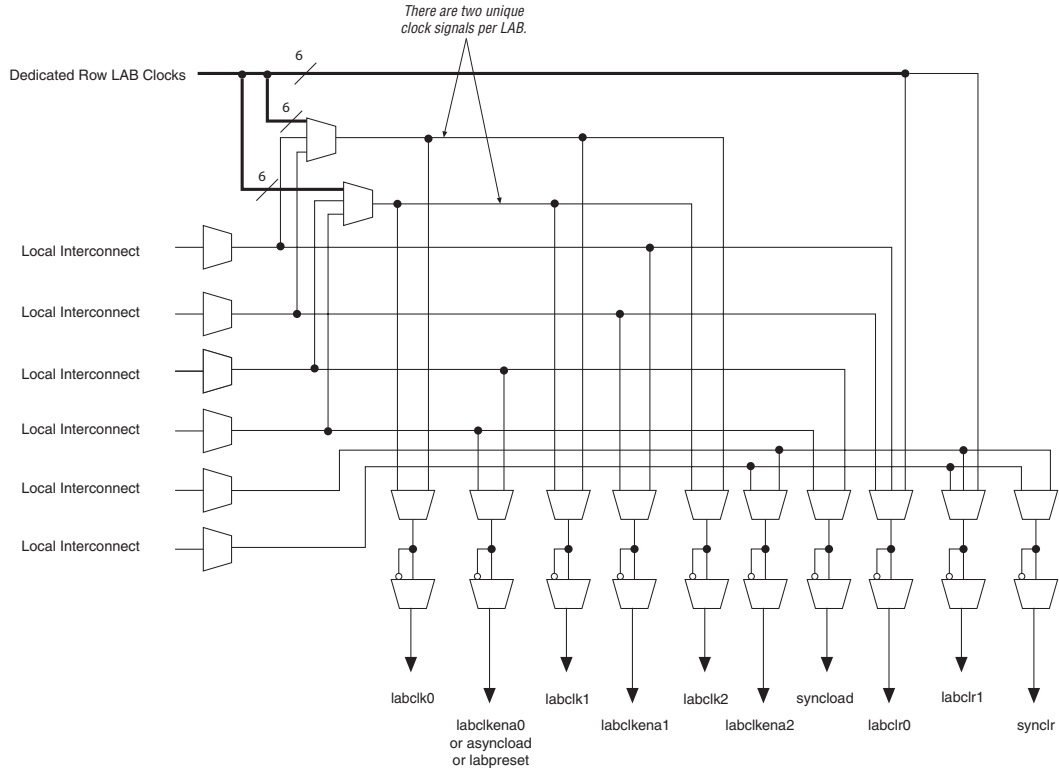 There are two unique
clock signals per LAB.
6
Dedicated Row LAB Clocks
6
6
Local Interconnect
Local Interconnect
Local Interconnect
Local Interconnect
Local Interconnect
Local Interconnect
labclk0
labclk1
labclk2
syncload
labclr1
labclkena0
or asyncload
or labpreset
labclkena1
labclkena2
labclr0
synclr